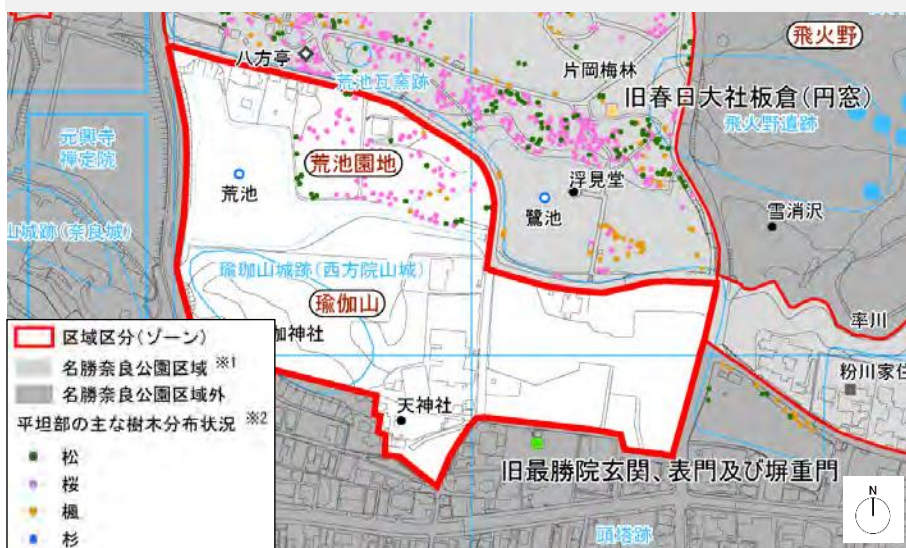 八方亭
荒池瓦窯跡
片岡梅林
飛火野
旧春日大社板倉(円窓)
飛火野遺跡
元興寺
禅定院
荒池園地
荒池
浮見堂
鷺池
雪消沢
山城跡(奈良城)
瑜珈山城跡(西方院山城)
瑜伽山
伽神社
率川
粉川家住
天神社
旧最勝院玄関、表門及び塀重門
頭塔跡
区域区分(ゾーン)
名勝奈良公園区域 ※1
名勝奈良公園区域外
平坦部の主な樹木分布状況 ※2
松
桜
楓
杉
N